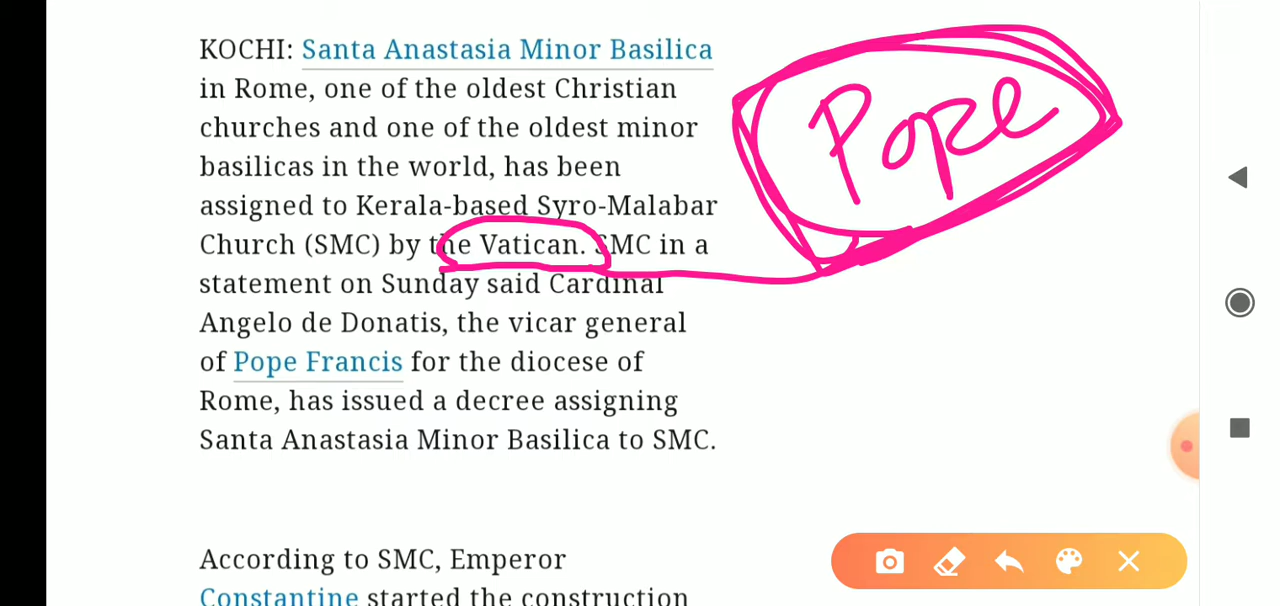 KOCHI: Santa Anastasia Minor Basilica
in Rome, one of the oldest Christian
churches and one of the oldest minor
basilicas in the world, has been
assigned to Kerala-based Syro-Malabar
Church (SMC) by the Vatican. SMC in a
statement on Sunday said Cardinal
Angelo de Donatis, the vicar general
of Pope Francis for the diocese of
Rome, has issued a decree assigning
Santa Anastasia Minor Basilica to SMC.
According to SMC, Emperor
Constantine started the construction
Pope